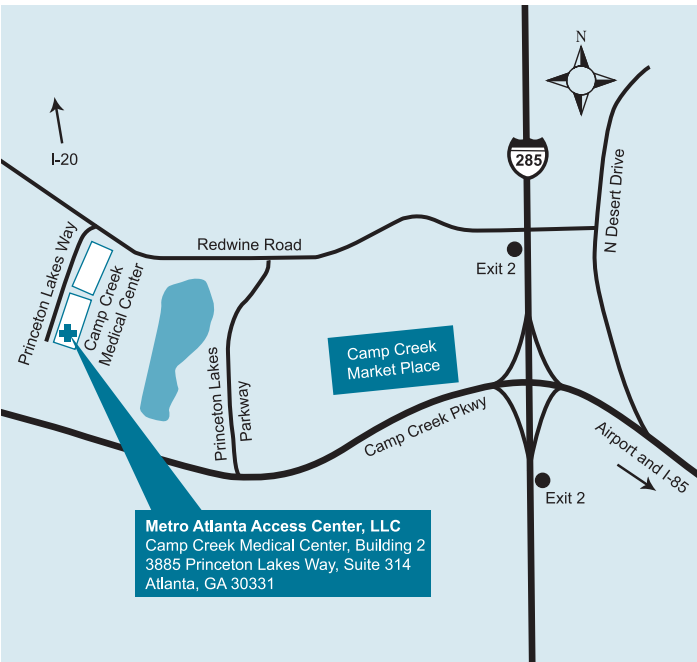 N
I-20
285
N Desert Drive
Princeton Lakes Way
Redwine Road
Camp Creek
Medical Center
Exit 2
Camp Creek
Market Place
Princeton Lakes
Parkway
Camp Creek Pkwy
Airport and I-85
Exit 2
Metro Atlanta Access Center, LLC
Camp Creek Medical Center, Building 2
3885 Princeton Lakes Way, Suite 314
Atlanta, GA 30331